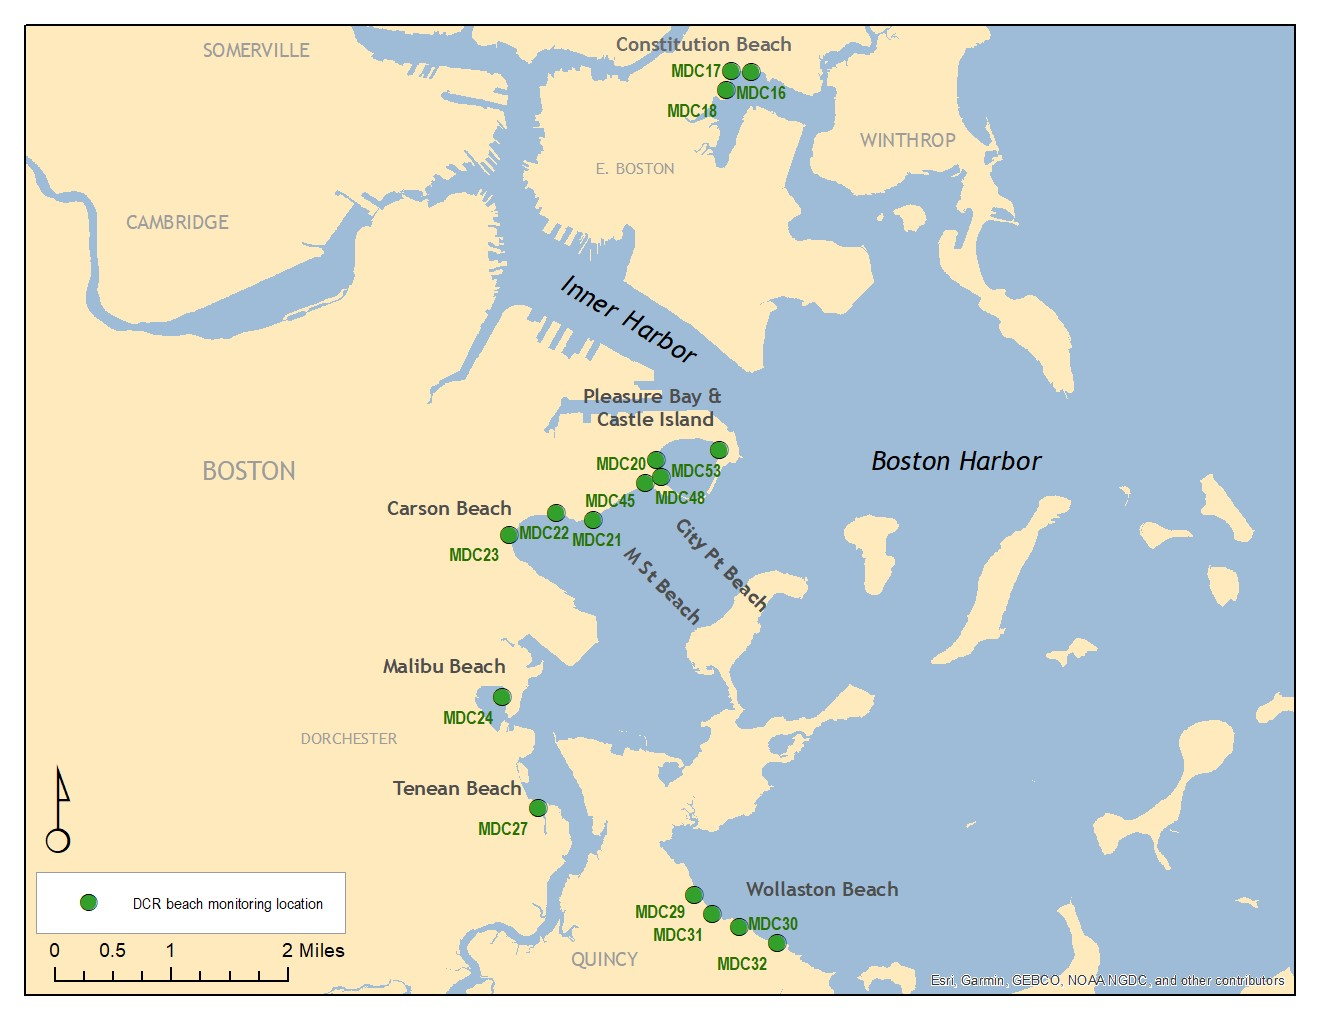 Constitution Beach
SOMERVILLE
MDC17
MDC16
MDC18
WINTHROP
E. BOSTON
CAMBRIDGE
Inner Harbor
Pleasure Bay &
Castle Island
BOSTON
Boston Harbor
MDC20
MDC53
MDC45
MDC48
Carson Beach
MDC22
MDC21
MDC23
City Pt Beach
M St Beach
Malibu Beach
MDC24
DORCHESTER
Tenean Beach
MDC27
Wollaston Beach
MDC29
MDC30
MDC31
MDC32
QUINCY
DCR beach monitoring location
0 0.5 1 2 Miles
Esri, Garmin, GEBCO, NOAA NGDC, and other contributors